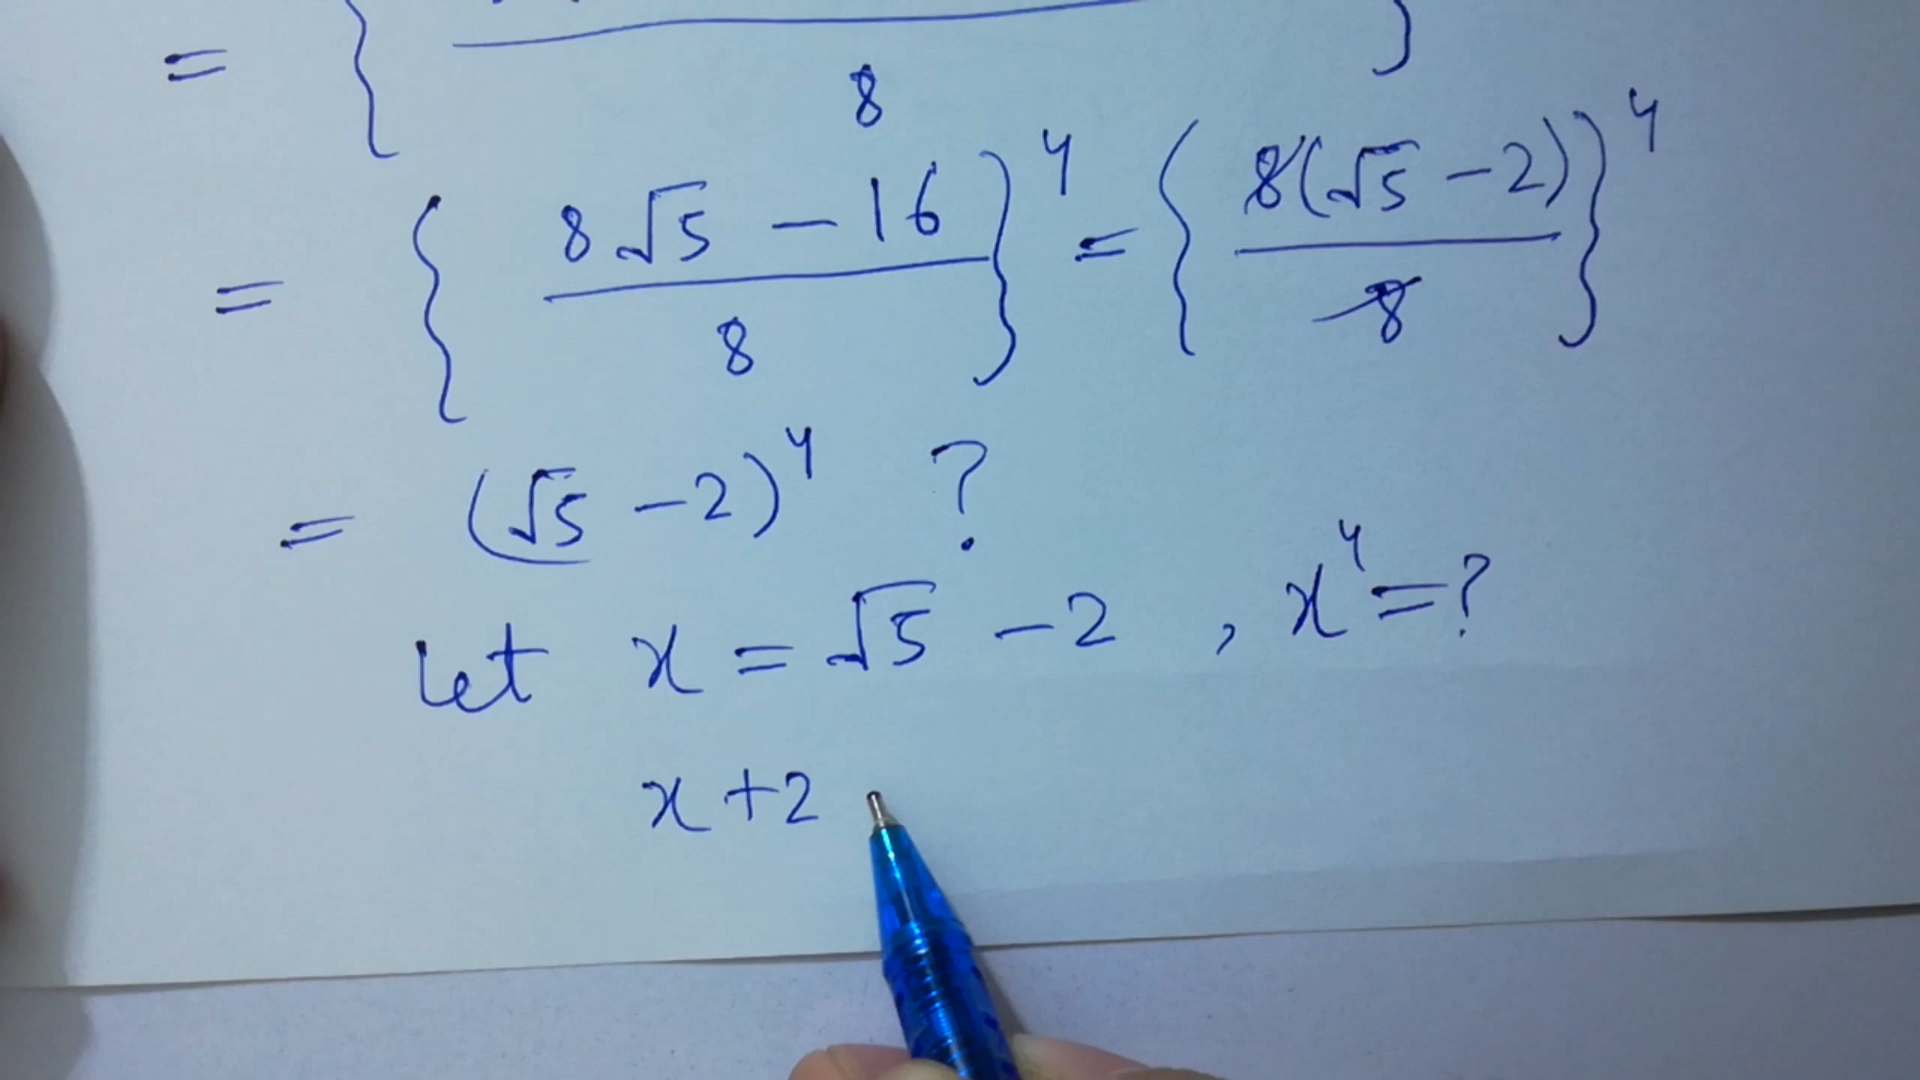 = { 8 }
= { 8√5 - 16 / 8 }⁴ = { 8(√5 - 2) / 8 }⁴
= (√5 - 2)⁴ ?
Let x = √5 - 2 , x⁴ = ?
x + 2